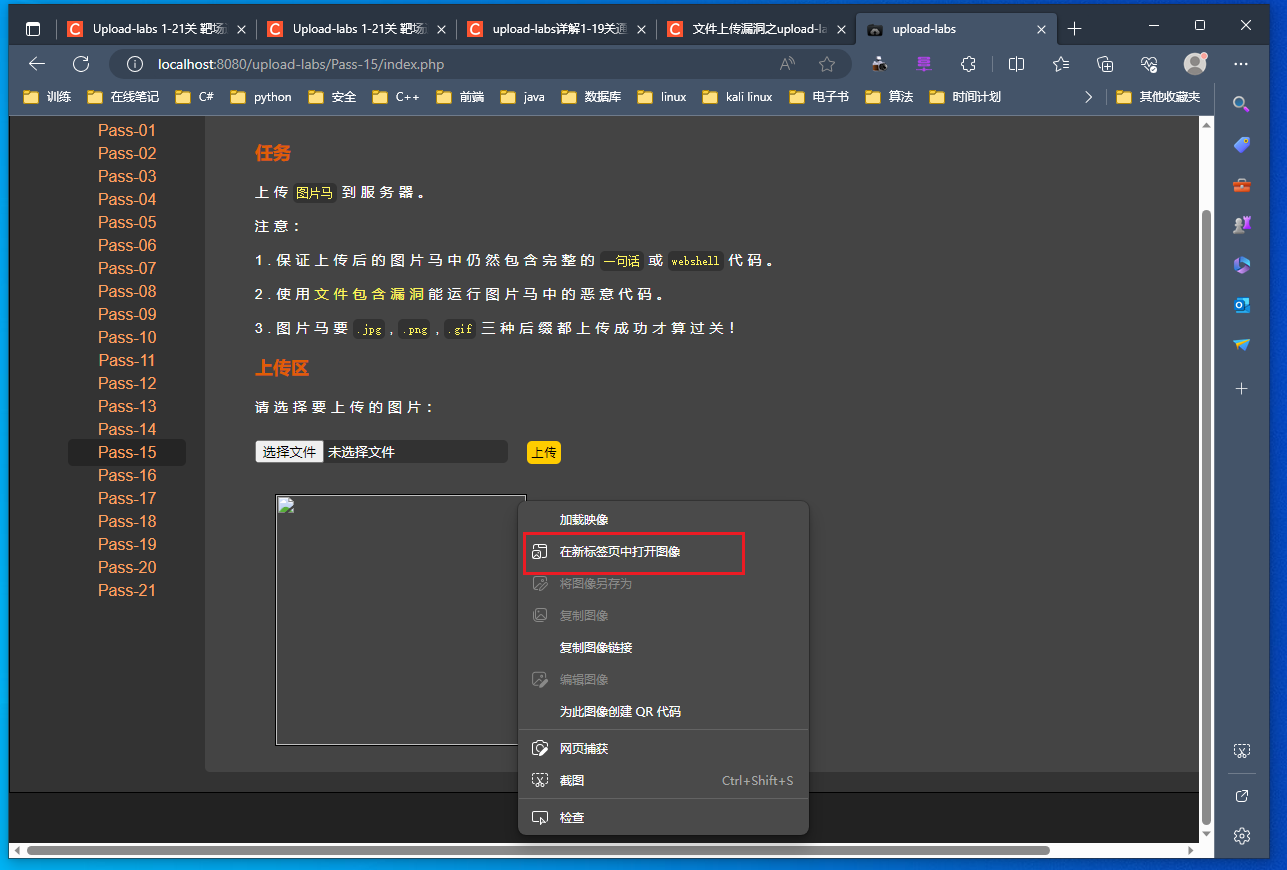 Upload-labs 1-21关 靶场
Upload-labs 1-21关 靶场
upload-labs详解1-19关通
文件上传漏洞之upload-la
upload-labs
localhost:8080/upload-labs/Pass-15/index.php
训练 在线笔记 C# python 安全 C++ 前端 java 数据库 linux kali linux 电子书 算法 时间计划 其他收藏夹
Pass-01
Pass-02
Pass-03
Pass-04
Pass-05
Pass-06
Pass-07
Pass-08
Pass-09
Pass-10
Pass-11
Pass-12
Pass-13
Pass-14
Pass-15
Pass-16
Pass-17
Pass-18
Pass-19
Pass-20
Pass-21
任务
上传图片马到服务器。
注意：
1.保证上传后的图片马中仍然包含完整的一句话或webshell代码。
2.使用文件包含漏洞能运行图片马中的恶意代码。
3.图片马要.jpg,.png,.gif三种后缀都上传成功才算过关！
上传区
请选择要上传的图片：
选择文件 未选择文件 上传
加载映像
在新标签页中打开图像
将图像另存为
复制图像
复制图像链接
编辑图像
为此图像创建 QR 代码
网页捕获
截图 Ctrl+Shift+S
检查